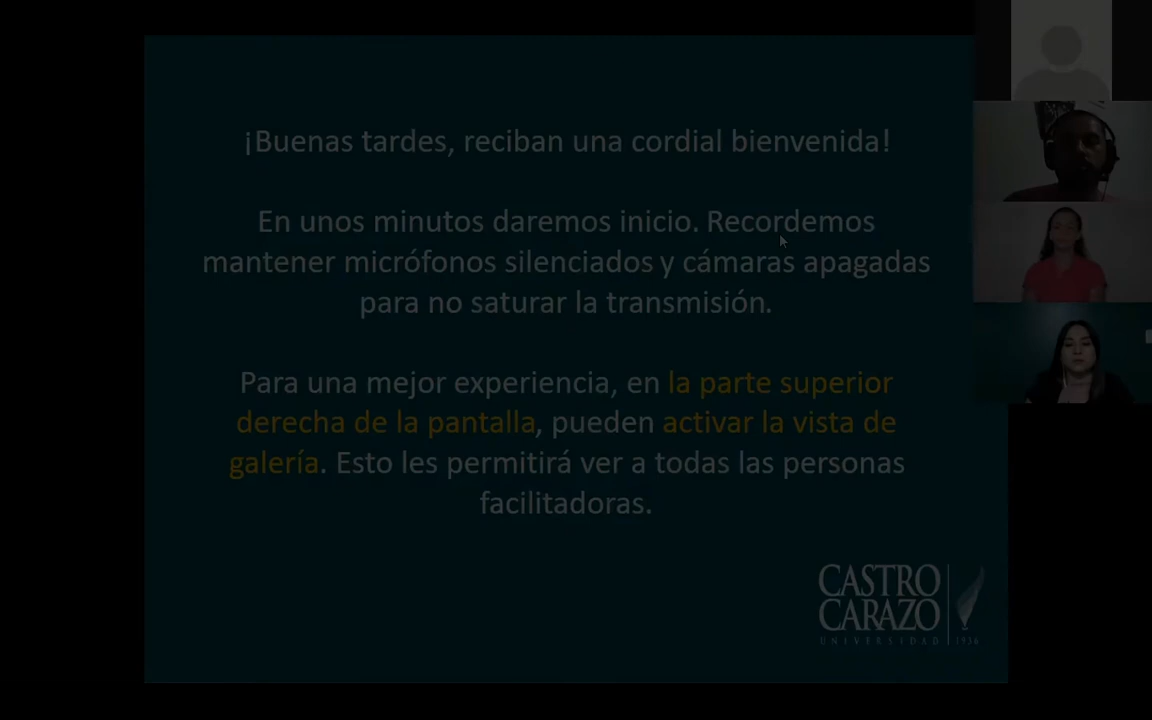 ¡Buenas tardes, reciban una cordial bienvenida!
En unos minutos daremos inicio. Recordemos
mantener micrófonos silenciados y cámaras apagadas
para no saturar la transmisión.
Para una mejor experiencia, en la parte superior
derecha de la pantalla, pueden activar la vista de
galería. Esto les permitirá ver a todas las personas
facilitadoras.
CASTRO
CARAZO
UNIVERSIDAD 1936